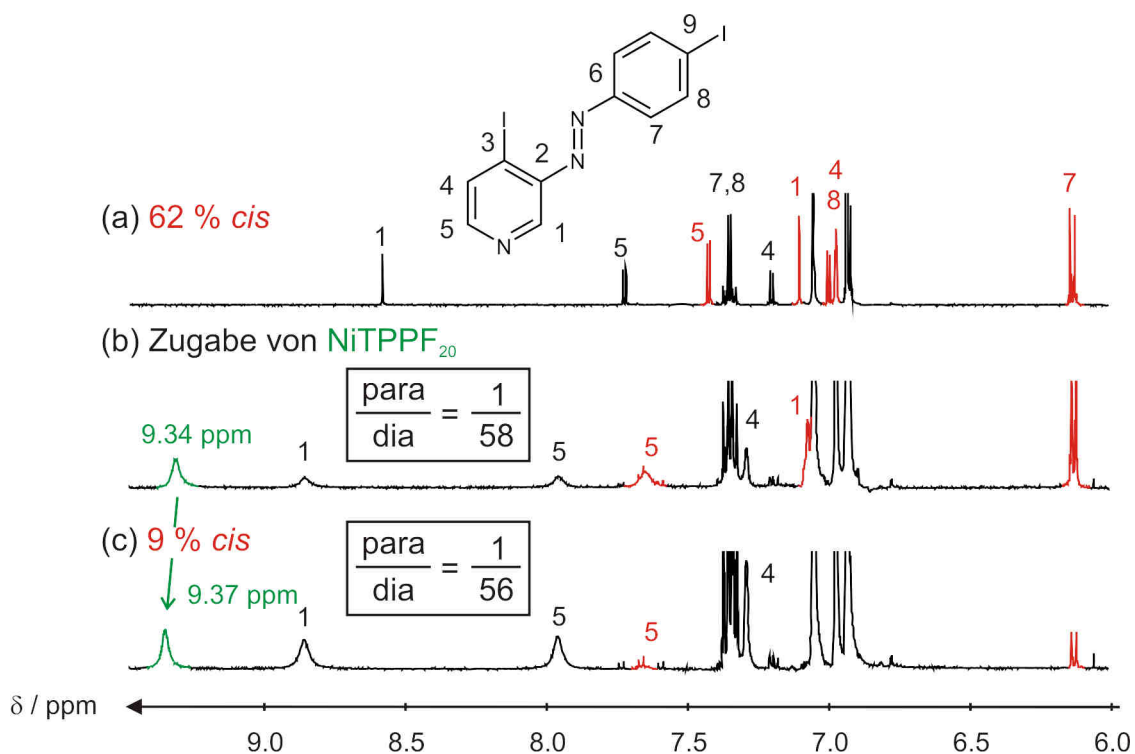 9 I
6
8
I N 7
3 2 N
4
5 N 1
(a) 62 % cis
1 5 5 7,8 4 1 4 8 7
(b) Zugabe von NiTPPF20
para/dia = 1/58
9.34 ppm
1 5 5 4 1
(c) 9 % cis
para/dia = 1/56
9.37 ppm
1 5 5 4
δ / ppm
9.0 8.5 8.0 7.5 7.0 6.5 6.0